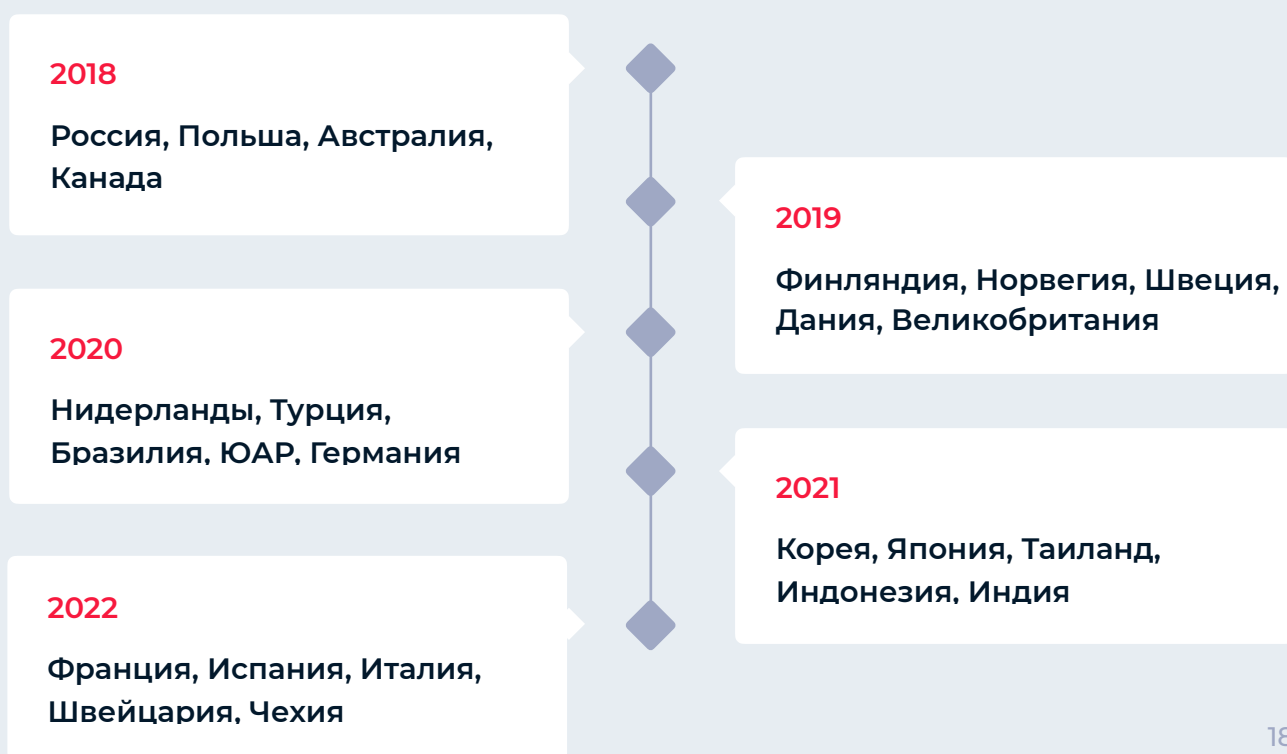 2018
Россия, Польша, Австралия,
Канада
2019
Финляндия, Норвегия, Швеция,
Дания, Великобритания
2020
Нидерланды, Турция,
Бразилия, ЮАР, Германия
2021
Корея, Япония, Таиланд,
Индонезия, Индия
2022
Франция, Испания, Италия,
Швейцария, Чехия
18